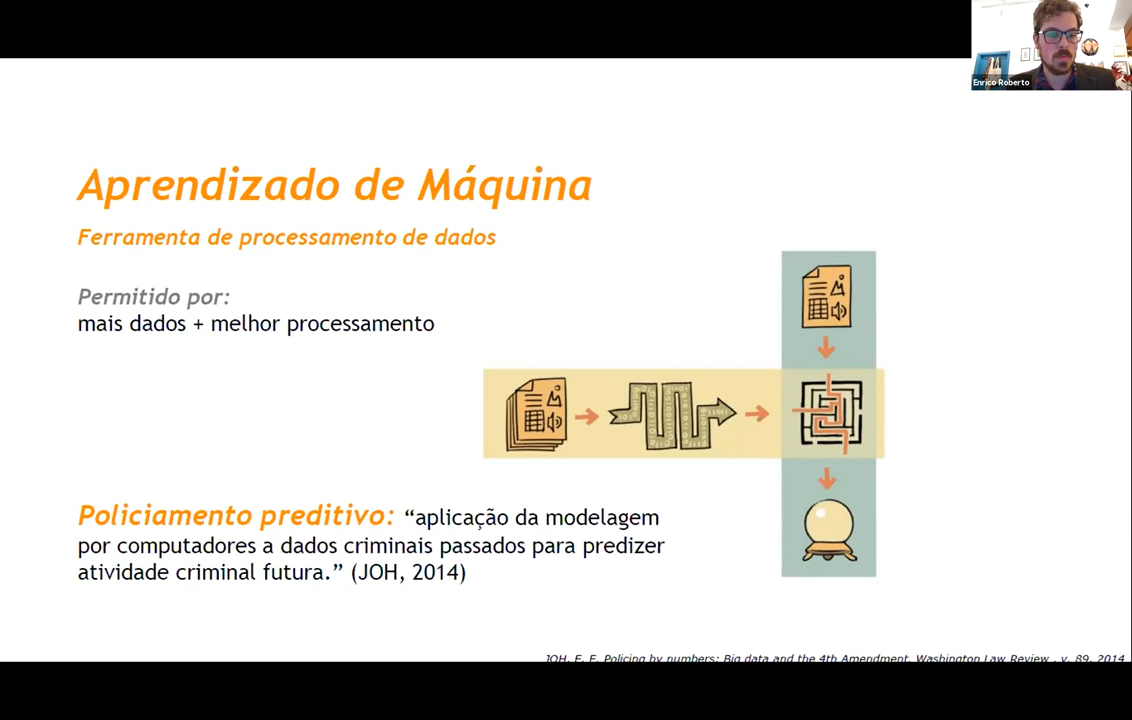 Enrico Roberto
Aprendizado de Máquina
Ferramenta de processamento de dados
Permitido por:
mais dados + melhor processamento
Policiamento preditivo: “aplicação da modelagem
por computadores a dados criminais passados para predizer
atividade criminal futura.” (JOH, 2014)
JOH, E. E. Policing by numbers: Big data and the 4th Amendment. Washington Law Review , v. 89, 2014